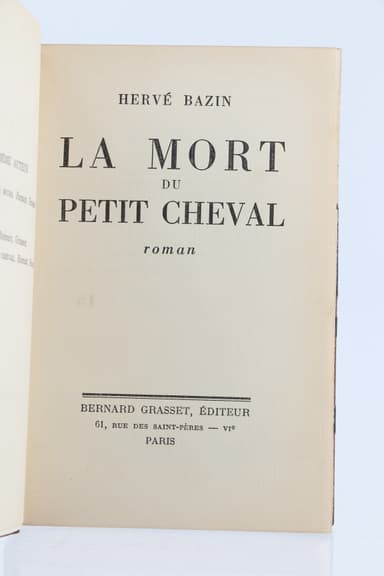 HERVÉ BAZIN
LA MORT
DU
PETIT CHEVAL
roman
BERNARD GRASSET, ÉDITEUR
61, RUE DES SAINT-PÈRES — VIe
PARIS